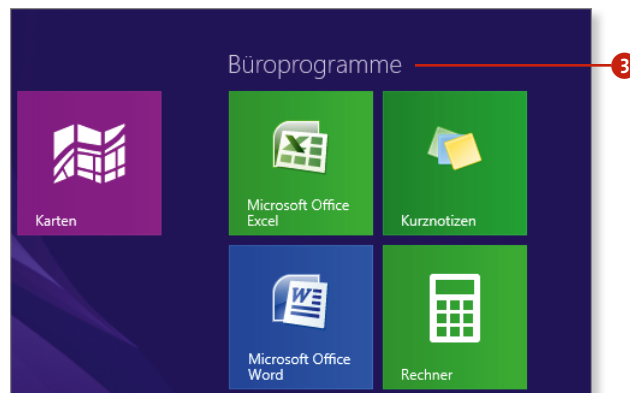 Büroprogramme
3
Karten
Microsoft Office
Excel
Kurznotizen
Microsoft Office
Word
Rechner